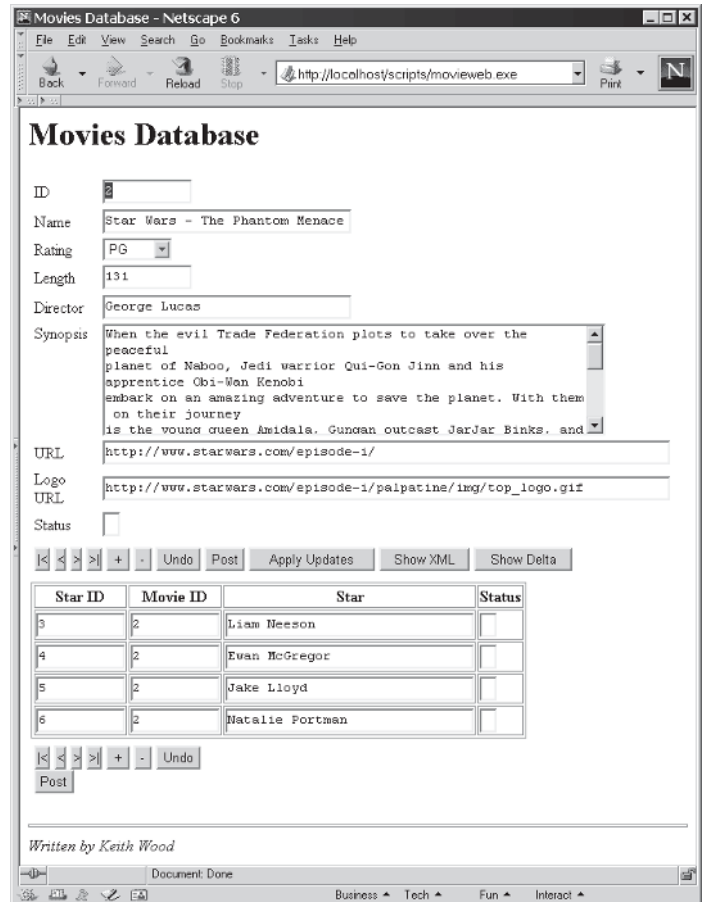 Movies Database - Netscape 6
File Edit View Search Go Bookmarks Tasks Help
Back Forward Reload Stop http://localhost/scripts/movieweb.exe Print N
Movies Database
ID 2
Name Star Wars - The Phantom Menace
Rating PG
Length 131
Director George Lucas
Synopsis When the evil Trade Federation plots to take over the
peaceful
planet of Naboo, Jedi warrior Qui-Gon Jinn and his
apprentice Obi-Wan Kenobi
embark on an amazing adventure to save the planet. With them
on their journey
is the young queen Amidala, Gungan outcast JarJar Binks, and
URL http://www.starwars.com/episode-i/
Logo
URL http://www.starwars.com/episode-i/palpatine/img/top_logo.gif
Status
|< < > >| + - Undo Post Apply Updates Show XML Show Delta
Star ID Movie ID Star Status
3 2 Liam Neeson
4 2 Ewan McGregor
5 2 Jake Lloyd
6 2 Natalie Portman
|< < > >| + - Undo
Post
Written by Keith Wood
Document: Done
Business Tech Fun Interact